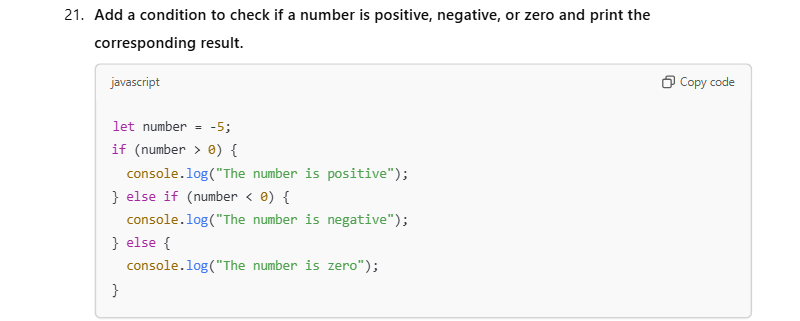 21. Add a condition to check if a number is positive, negative, or zero and print the
corresponding result.
javascript Copy code
let number = -5;
if (number > 0) {
  console.log("The number is positive");
} else if (number < 0) {
  console.log("The number is negative");
} else {
  console.log("The number is zero");
}